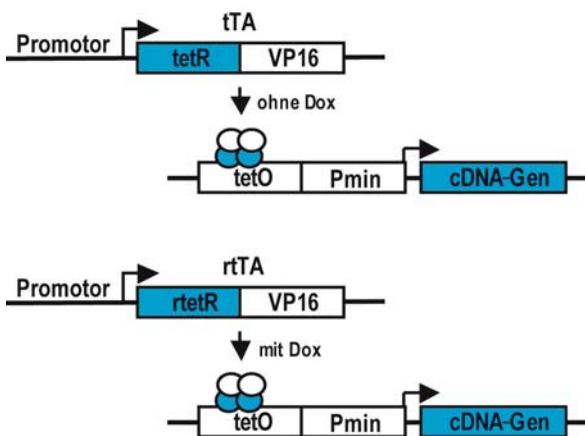 tTA
Promotor
tetR VP16
ohne Dox
tetO Pmin cDNA-Gen
rtTA
Promotor
rtetR VP16
mit Dox
tetO Pmin cDNA-Gen